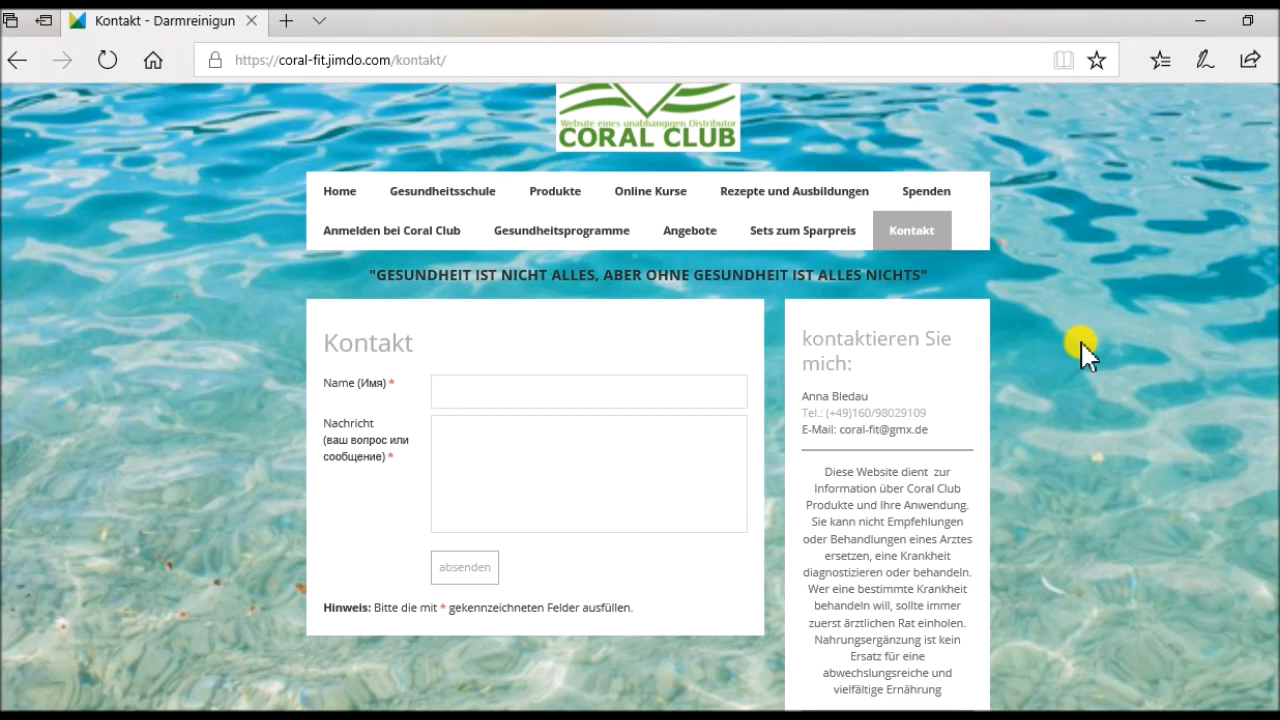 Kontakt - Darmreinigun
https://coral-fit.jimdo.com/kontakt/
Website eines unabhängigen Distributor
CORAL CLUB
Home Gesundheitsschule Produkte Online Kurse Rezepte und Ausbildungen Spenden
Anmelden bei Coral Club Gesundheitsprogramme Angebote Sets zum Sparpreis Kontakt
"GESUNDHEIT IST NICHT ALLES, ABER OHNE GESUNDHEIT IST ALLES NICHTS"
Kontakt
Name (Имя) *
Nachricht
(ваш вопрос или
сообщение) *
absenden
Hinweis: Bitte die mit * gekennzeichneten Felder ausfüllen.
kontaktieren Sie
mich:
Anna Bledau
Tel.: (+49)160/98029109
E-Mail: coral-fit@gmx.de
Diese Website dient zur
Information über Coral Club
Produkte und Ihre Anwendung.
Sie kann nicht Empfehlungen
oder Behandlungen eines Arztes
ersetzen, eine Krankheit
diagnostizieren oder behandeln.
Wer eine bestimmte Krankheit
behandeln will, sollte immer
zuerst ärztlichen Rat einholen.
Nahrungsergänzung ist kein
Ersatz für eine
abwechslungsreiche und
vielfältige Ernährung